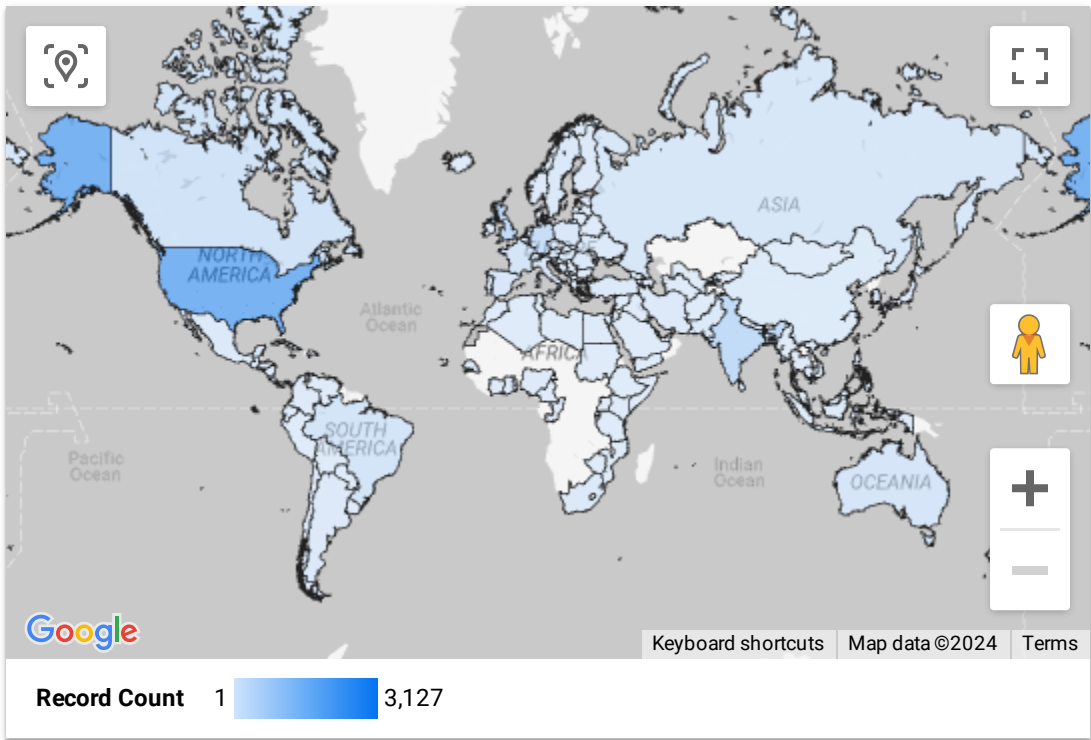 ASIA
NORTH
AMERICA
EUROPE
Atlantic
Ocean
AFRICA
SOUTH
AMERICA
Pacific
Ocean
Indian
Ocean
OCEANIA
Google
Keyboard shortcuts
Map data ©2024
Terms
Record Count 1 3,127